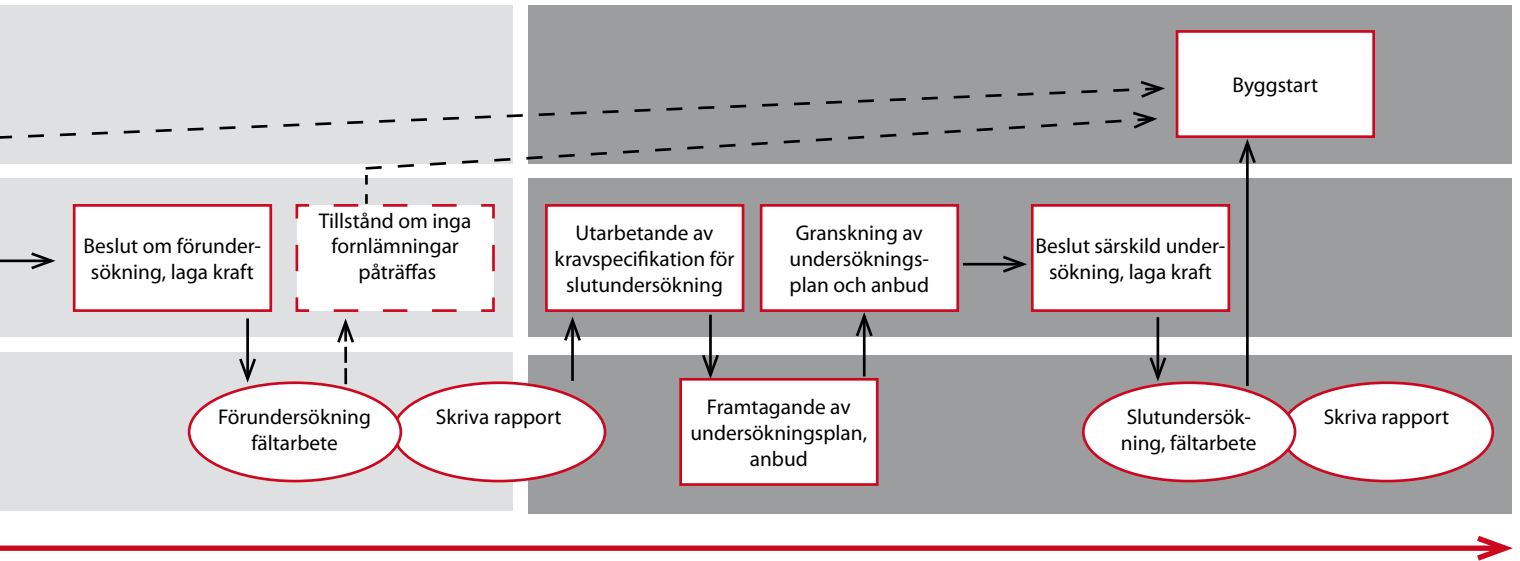 Byggstart
Beslut om förunder-
sökning, laga kraft
Tillstånd om inga
fornlämningar
påträffas
Utarbetande av
kravspecifikation för
slutundersökning
Granskning av
undersöknings-
plan och anbud
Beslut särskild under-
sökning, laga kraft
Förundersökning
fältarbete
Skriva rapport
Framtagande av
undersökningsplan,
anbud
Slutundersök-
ning, fältarbete
Skriva rapport